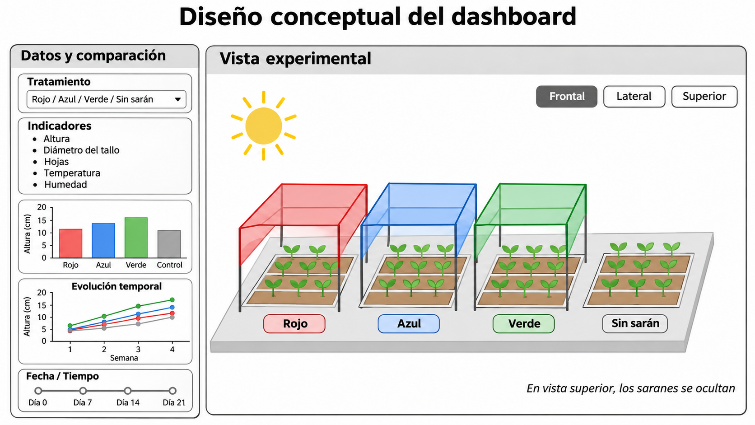 Diseño conceptual del dashboard
Datos y comparación
Tratamiento
Rojo / Azul / Verde / Sin sarán
Indicadores
• Altura
• Diámetro del tallo
• Hojas
• Temperatura
• Humedad
Altura (cm)
20
15
10
5
0
Rojo
Azul
Verde
Control
Evolución temporal
Altura (cm)
20
15
10
5
0
1
2
3
4
Semana
Fecha / Tiempo
Día 0
Día 7
Día 14
Día 21
Vista experimental
Frontal
Lateral
Superior
Rojo
Azul
Verde
Sin sarán
En vista superior, los saranes se ocultan